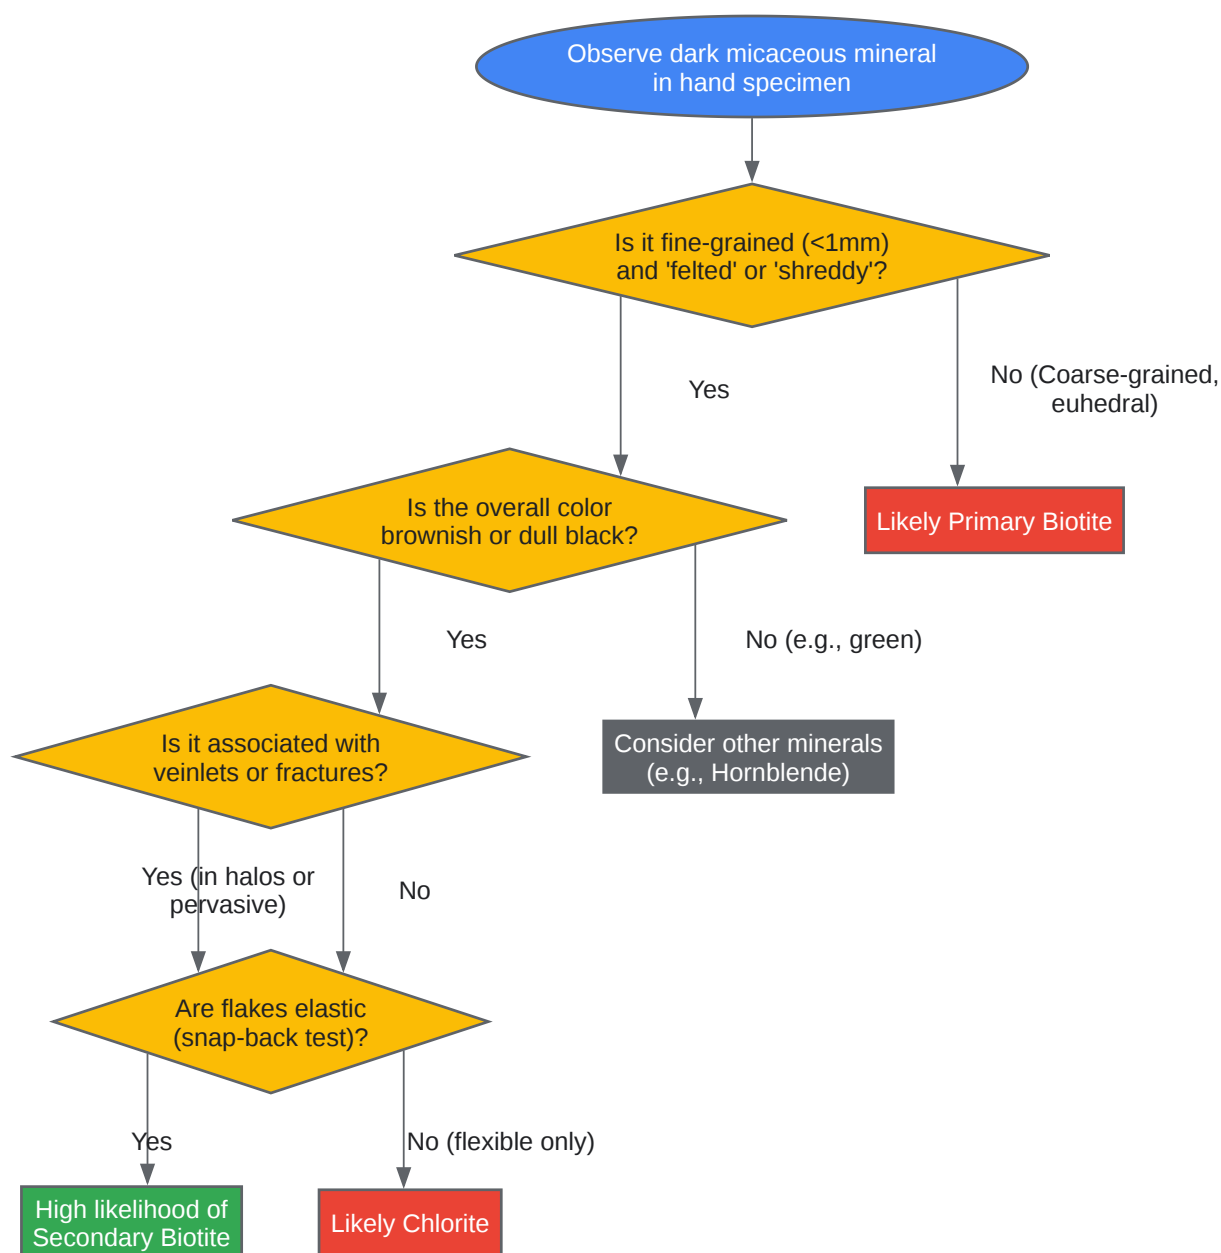 Observe dark micaceous mineral
in hand specimen
Is it fine-grained (<1mm)
and 'felted' or 'shreddy'?
Yes
No (Coarse-grained,
euhedral)
Is the overall color
brownish or dull black?
Likely Primary Biotite
Yes
No (e.g., green)
Is it associated with
veinlets or fractures?
Consider other minerals
(e.g., Hornblende)
Yes (in halos or
pervasive)
No
Are flakes elastic
(snap-back test)?
Yes
No (flexible only)
High likelihood of
Secondary Biotite
Likely Chlorite